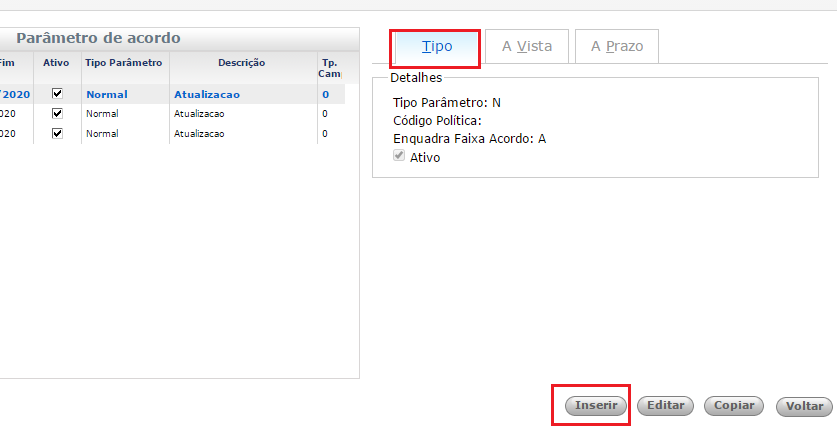 Parâmetro de acordo
Fim Ativo Tipo Parâmetro Descrição Tp. Camp
/2020 Normal Atualizacao 0
020 Normal Atualizacao 0
020 Normal Atualizacao 0
Tipo A Vista A Prazo
Detalhes
Tipo Parâmetro: N
Código Política:
Enquadra Faixa Acordo: A
Ativo
Inserir Editar Copiar Voltar